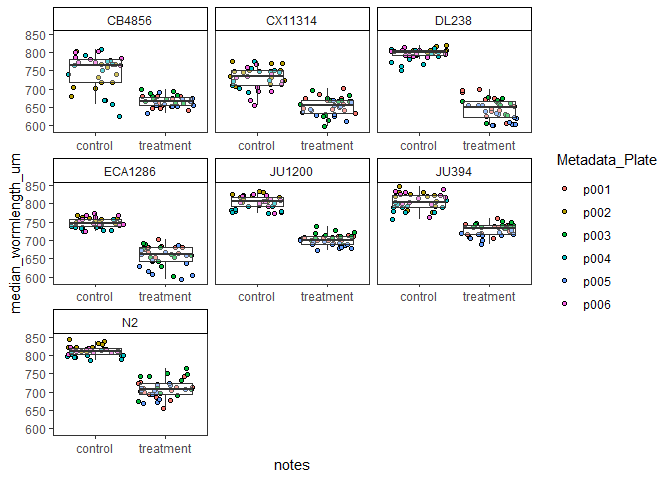 CB4856 CX11314 DL238
850
800
750
700
650
600
control treatment control treatment control treatment
ECA1286 JU1200 JU394
Metadata_Plate
850
800
750
700
650
600
p001
p002
p003
p004
p005
p006
median_wormlength_um
control treatment control treatment control treatment
N2
850
800
750
700
650
600
control treatment
notes